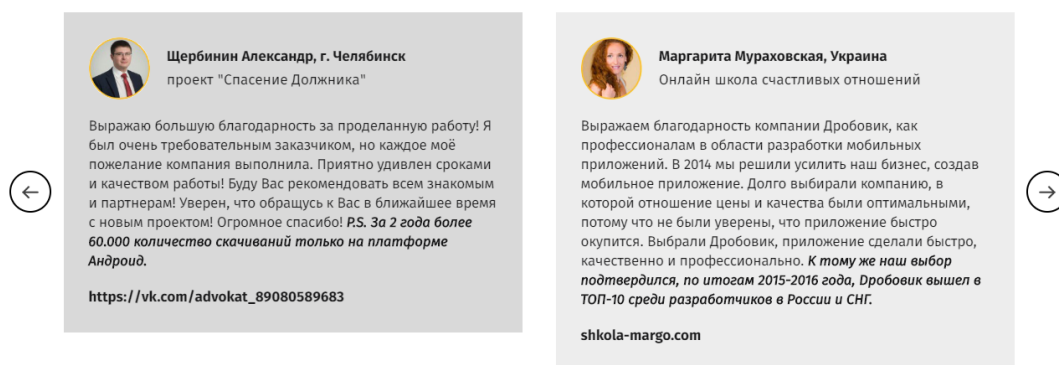 Щербинин Александр, г. Челябинск
проект "Спасение Должника"
Выражаю большую благодарность за проделанную работу! Я
был очень требовательным заказчиком, но каждое моё
пожелание компания выполнила. Приятно удивлен сроками
и качеством работы! Буду Вас рекомендовать всем знакомым
и партнерам! Уверен, что обращусь к Вас в ближайшее время
с новым проектом! Огромное спасибо! P.S. За 2 года более
60.000 количество скачиваний только на платформе
Андроид.
https://vk.com/advokat_89080589683
Маргарита Мураховская, Украина
Онлайн школа счастливых отношений
Выражаем благодарность компании Дробовик, как
профессионалам в области разработки мобильных
приложений. В 2014 мы решили усилить наш бизнес, создав
мобильное приложение. Долго выбирали компанию, в
которой отношение цены и качества были оптимальными,
потому что не были уверены, что приложение быстро
окупится. Выбрали Дробовик, приложение сделали быстро,
качественно и профессионально. К тому же наш выбор
подтвердился, по итогам 2015-2016 года, Dробовик вышел в
ТОП-10 среди разработчиков в России и СНГ.
shkola-margo.com